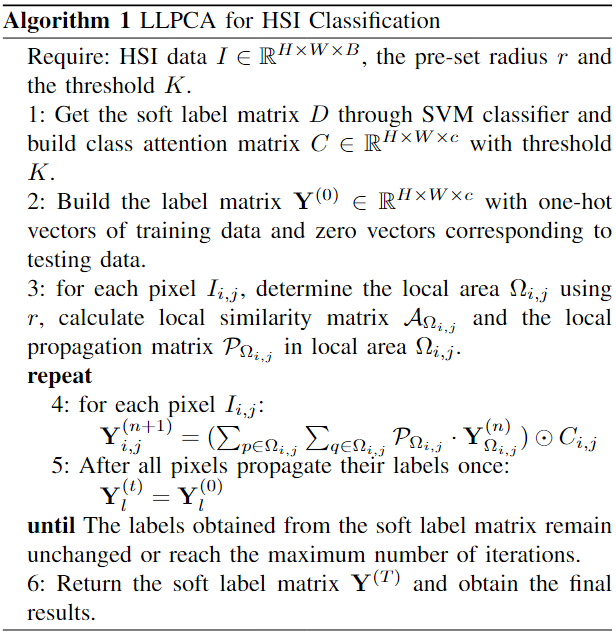 Algorithm 1 LLPCA for HSI Classification
Require: HSI data $I \in \mathbb{R}^{H \times W \times B}$, the pre-set radius $r$ and
the threshold $K$.
1: Get the soft label matrix $D$ through SVM classifier and
build class attention matrix $C \in \mathbb{R}^{H \times W \times c}$ with threshold
$K$.
2: Build the label matrix $\mathbf{Y}^{(0)} \in \mathbb{R}^{H \times W \times c}$ with one-hot
vectors of training data and zero vectors corresponding to
testing data.
3: for each pixel $I_{i,j}$, determine the local area $\Omega_{i,j}$ using
$r$, calculate local similarity matrix $\mathcal{A}_{\Omega_{i,j}}$ and the local
propagation matrix $\mathcal{P}_{\Omega_{i,j}}$ in local area $\Omega_{i,j}$.
repeat
4: for each pixel $I_{i,j}$:
$\mathbf{Y}_{i,j}^{(n+1)} = (\sum_{p \in \Omega_{i,j}} \sum_{q \in \Omega_{i,j}} \mathcal{P}_{\Omega_{i,j}} \cdot \mathbf{Y}_{\Omega_{i,j}}^{(n)}) \odot C_{i,j}$
5: After all pixels propagate their labels once:
$\mathbf{Y}_l^{(t)} = \mathbf{Y}_l^{(0)}$
until The labels obtained from the soft label matrix remain
unchanged or reach the maximum number of iterations.
6: Return the soft label matrix $\mathbf{Y}^{(T)}$ and obtain the final
results.